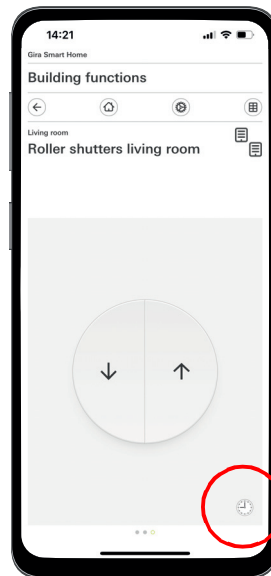 14:21
Gira Smart Home
Building functions
Living room
Roller shutters living room